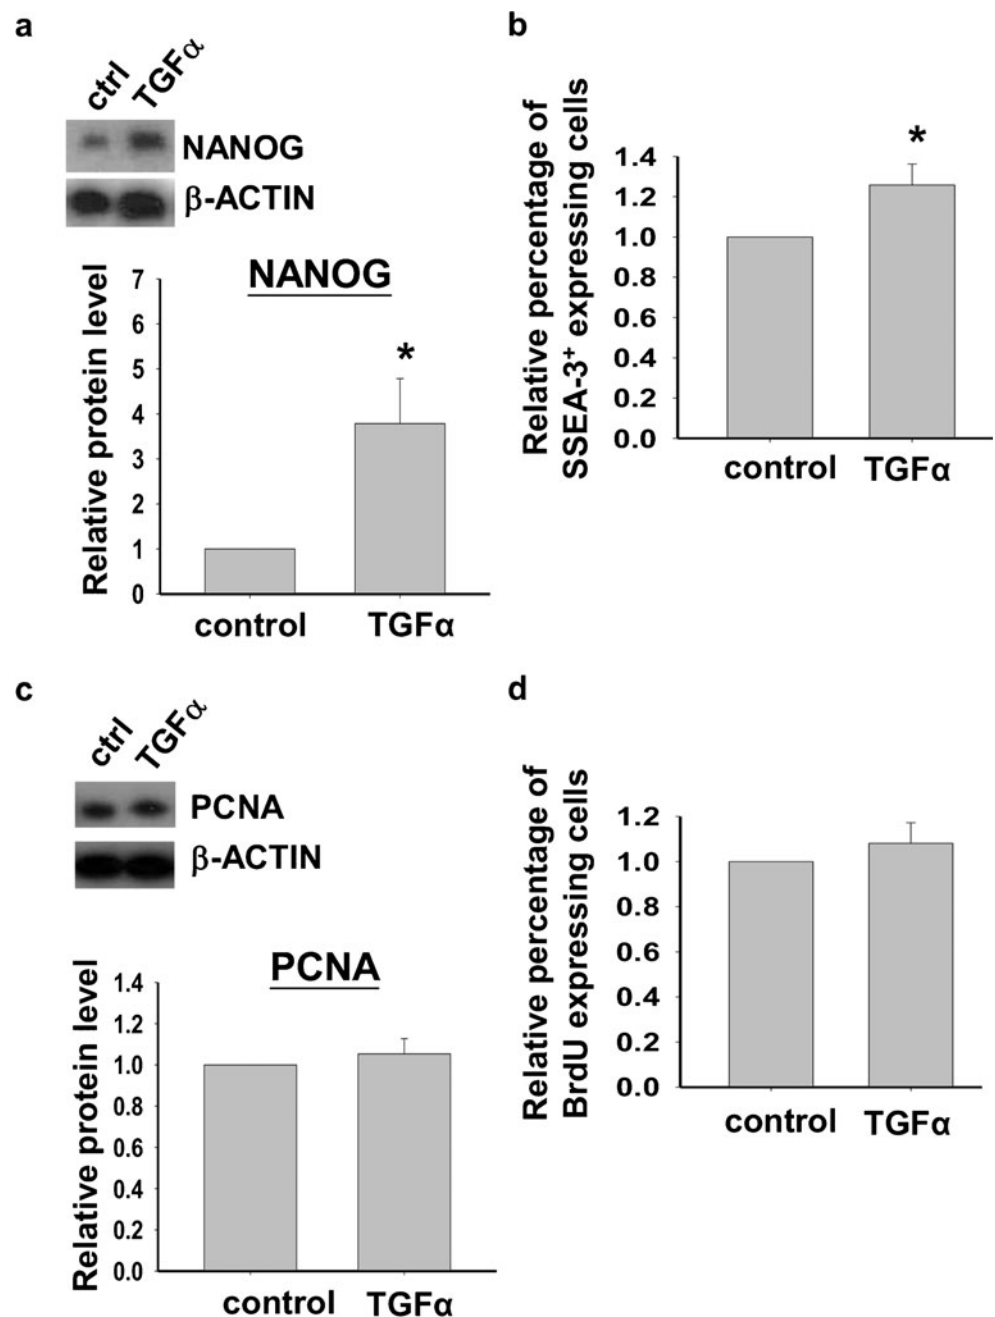 a
ctrl TGFα
NANOG
β-ACTIN
NANOG
Relative protein level
7
6
5
4
3
2
1
0
*
control TGFα
b
Relative percentage of
SSEA-3⁺ expressing cells
1.4
1.2
1.0
0.8
0.6
0.4
0.2
0.0
*
control TGFα
c
ctrl TGFα
PCNA
β-ACTIN
PCNA
Relative protein level
1.4
1.2
1.0
0.8
0.6
0.4
0.2
0.0
control TGFα
d
Relative percentage of
BrdU expressing cells
1.2
1.0
0.8
0.6
0.4
0.2
0.0
control TGFα